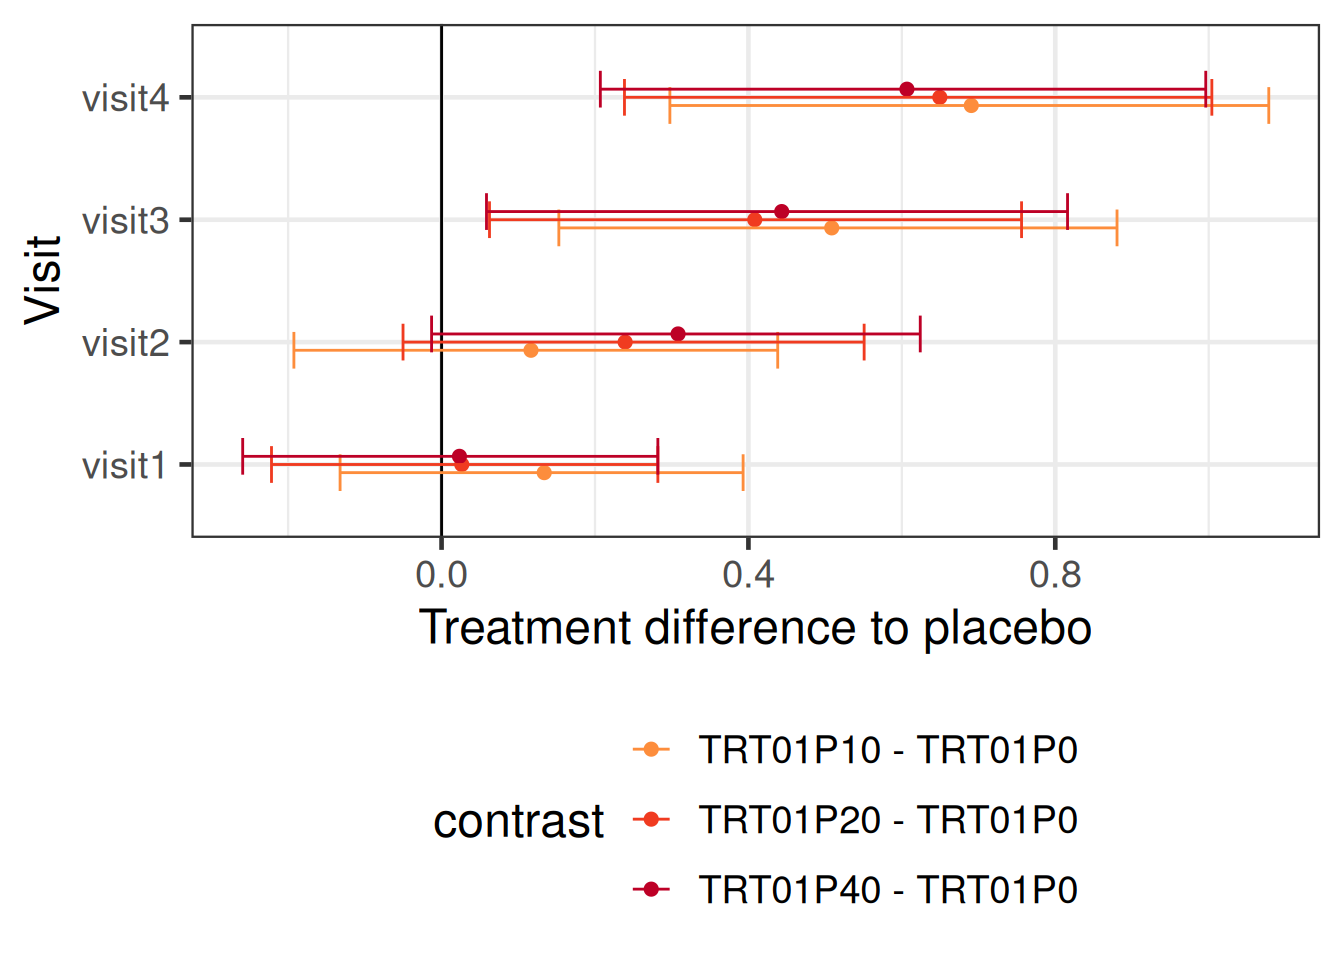 visit4
visit3
visit2
visit1
Visit
0.0 0.4 0.8
Treatment difference to placebo
contrast
TRT01P10 - TRT01P0
TRT01P20 - TRT01P0
TRT01P40 - TRT01P0